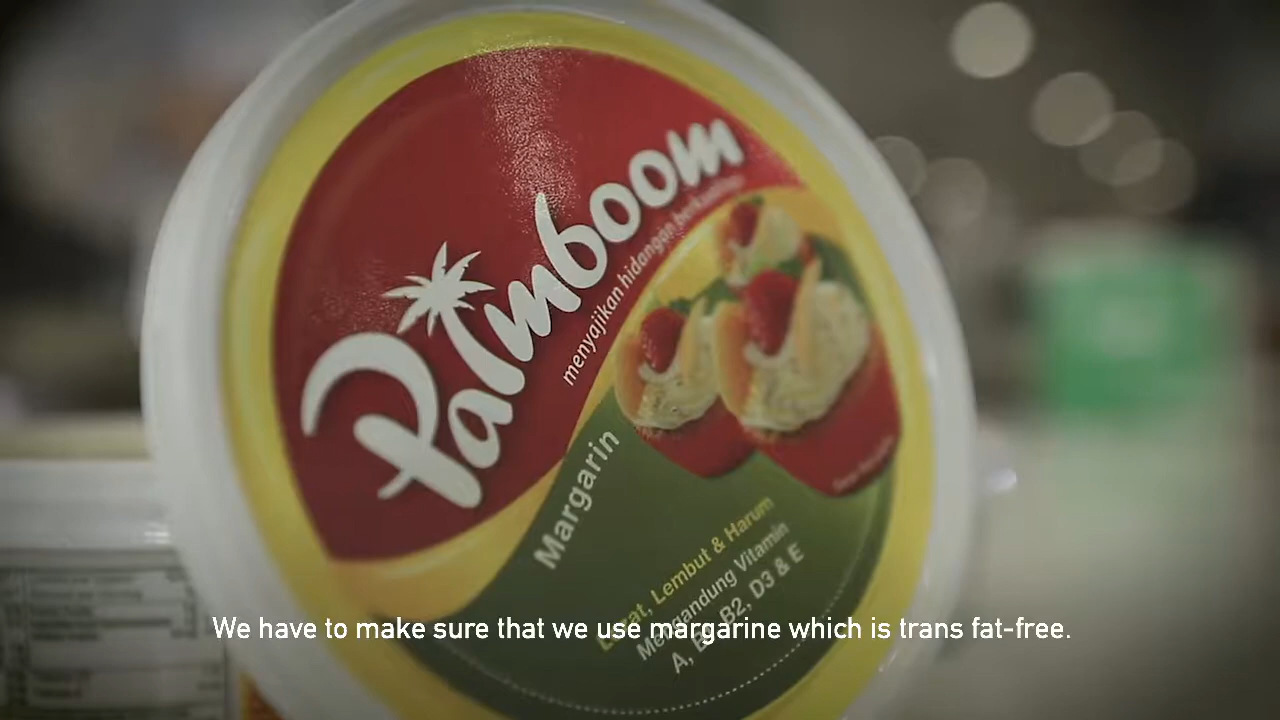 Palmboom
menyajikan hidangan berkualitas
Margarin
Lezat, Lembut & Harum
Mengandung Vitamin
A, B1, B2, D3 & E
We have to make sure that we use margarine which is trans fat-free.